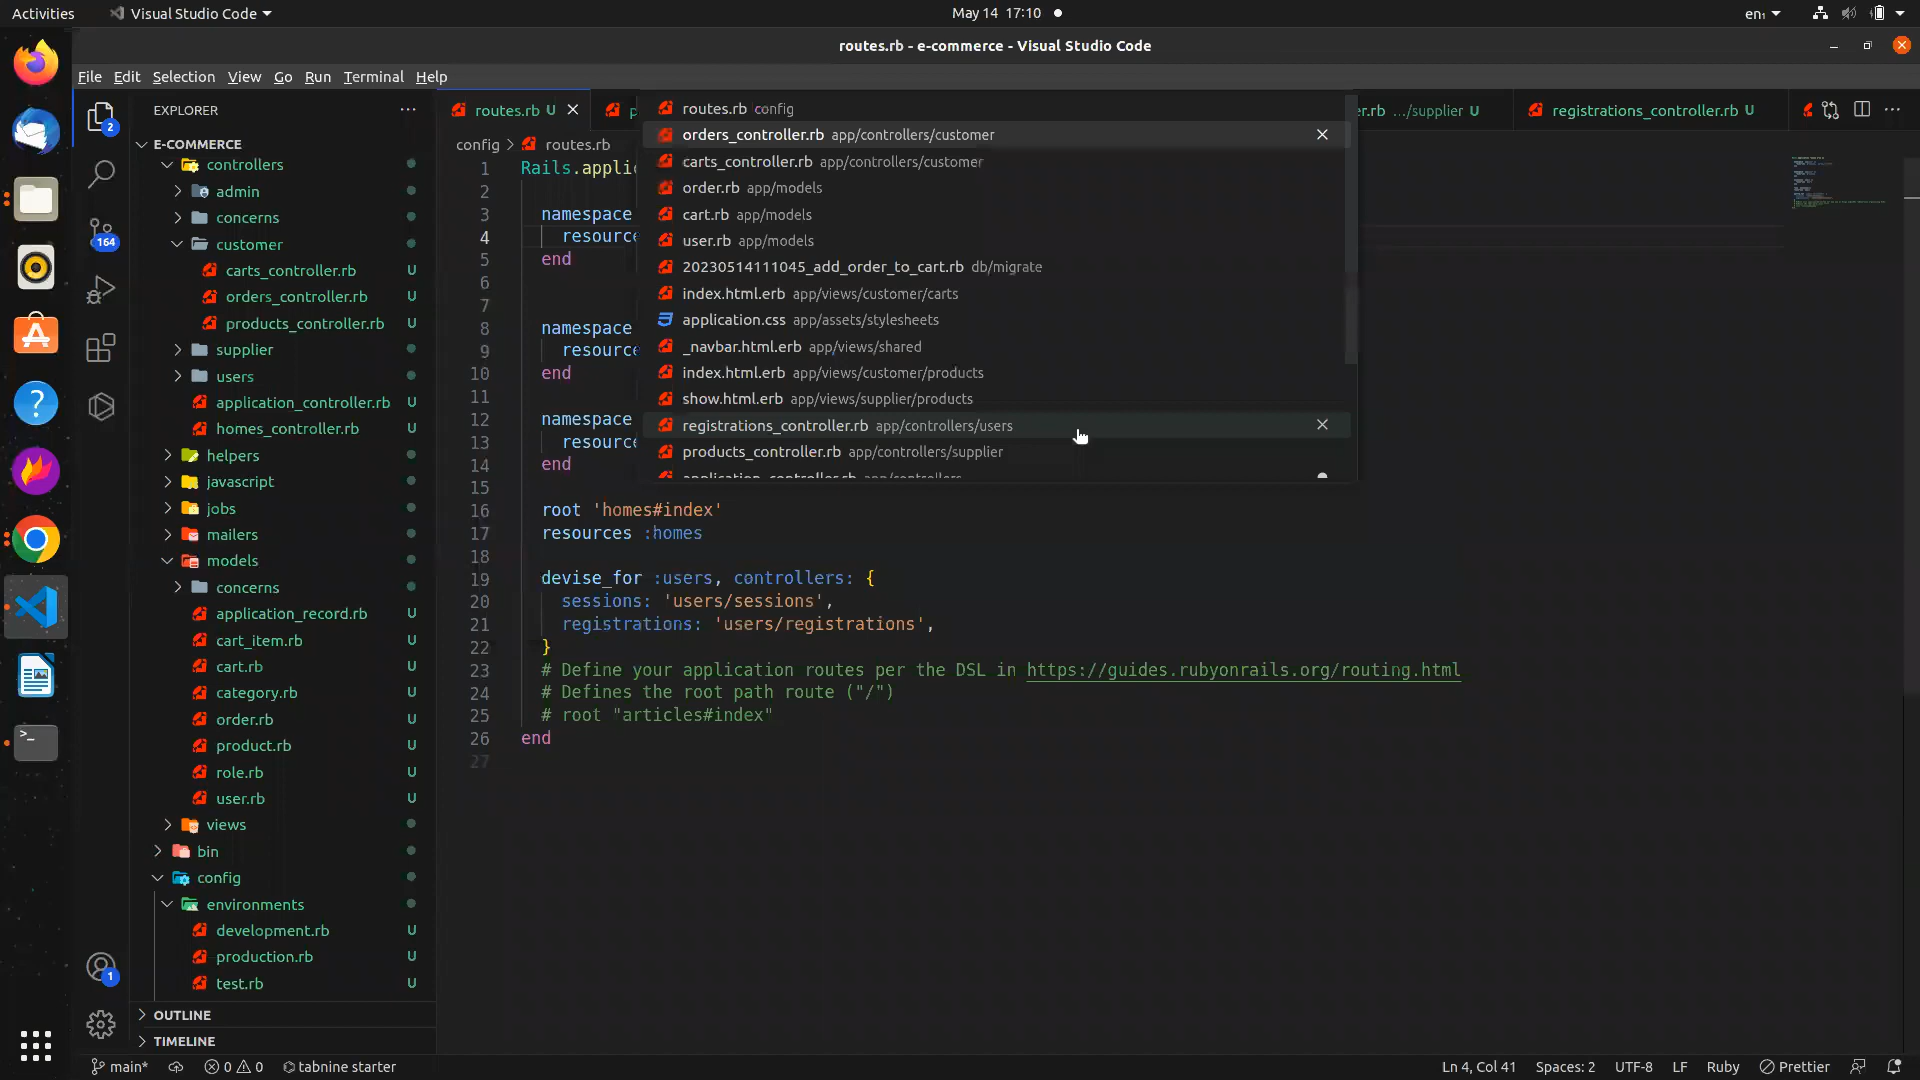 Activities
Visual Studio Code
May 14 17:10
en₁
routes.rb - e-commerce - Visual Studio Code
File Edit Selection View Go Run Terminal Help
EXPLORER
E-COMMERCE
controllers
admin
concerns
customer
carts_controller.rb U
orders_controller.rb U
products_controller.rb U
supplier
users
application_controller.rb U
homes_controller.rb U
helpers
javascript
jobs
mailers
models
concerns
application_record.rb U
cart_item.rb U
cart.rb U
category.rb U
order.rb U
product.rb U
role.rb U
user.rb U
views
bin
config
environments
development.rb U
production.rb U
test.rb U
OUTLINE
TIMELINE
2
164
1
routes.rb U
er.rb .../supplier U
registrations_controller.rb U
config > routes.rb
routes.rb config
orders_controller.rb app/controllers/customer
carts_controller.rb app/controllers/customer
order.rb app/models
cart.rb app/models
user.rb app/models
20230514111045_add_order_to_cart.rb db/migrate
index.html.erb app/views/customer/carts
application.css app/assets/stylesheets
_navbar.html.erb app/views/shared
index.html.erb app/views/customer/products
show.html.erb app/views/supplier/products
registrations_controller.rb app/controllers/users
products_controller.rb app/controllers/supplier
application_controller.rb app/controllers
1 Rails.applic
2
3 namespace
4 resource
5 end
6
7
8 namespace
9 resource
10 end
11
12 namespace
13 resource
14 end
15
16 root 'homes#index'
17 resources :homes
18
19 devise_for :users, controllers: {
20 sessions: 'users/sessions',
21 registrations: 'users/registrations',
22 }
23 # Define your application routes per the DSL in https://guides.rubyonrails.org/routing.html
24 # Defines the root path route ("/")
25 # root "articles#index"
26 end
27
main* 0 0 tabnine starter
Ln 4, Col 41 Spaces: 2 UTF-8 LF Ruby Prettier